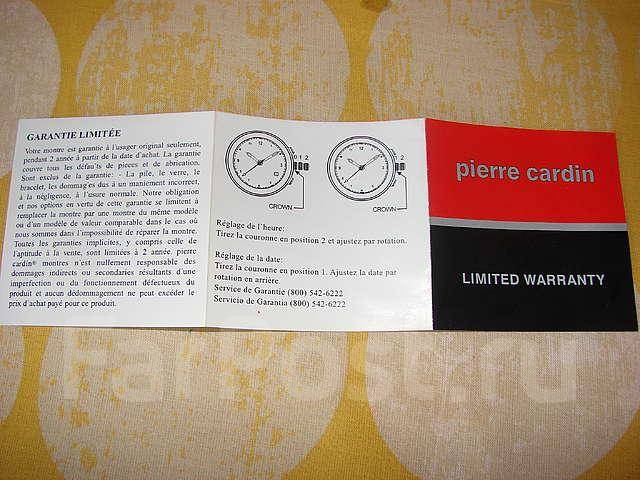 GARANTIE LIMITÉE
Votre montre est garantie à l'usager original seulement,
pendant 2 année à partir de la date d'achat. La garantie
couvre tous les défauts de pieces et de abrication.
Sont exclus de la garantie: - La pile, le verre, le
bracelet, les dommages dus à un maniement incorrect,
à la négligence, à l'usure normale. Notre obligation
et nos options en vertu de cette garantie se limitent à
remplacer la montre par une montre du même modèle
ou d'un modèle de valeur comparable dans le cas où
nous sommes dans l'impossibilité de réparer la montre.
Toutes les garanties implicites, y compris celle de
l'aptitude à la vente, sont limitées à 2 année. pierre
cardin® montres n'est nullement responsible des
dommages indirects ou secondaries résultants d'une
imperfection ou du fonctionnement défectueux du
produit et aucun dédommagement ne peut excéder le
prix d'achat payé pour ce produit.
0 1 2
CROWN
2
CROWN
Réglage de l'heure:
Tirez la couronne en position 2 et ajustez par rotation.
Réglage de la date:
Tirez la couronne en position 1. Ajustez la date par
rotation en arrière.
Service de Garantie (800) 542-6222
Servicio de Garantia (800) 542-6222
pierre cardin
LIMITED WARRANTY
FarPost.ru